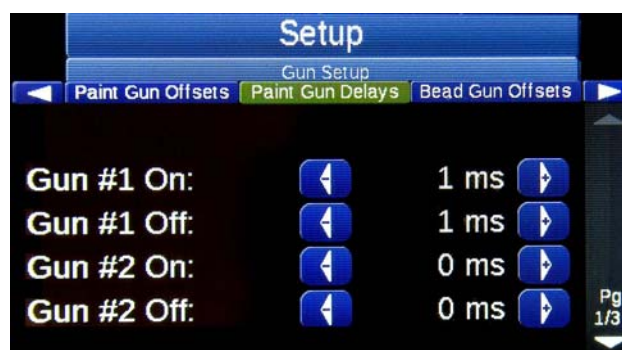 Setup
Gun Setup
Paint Gun Offsets Paint Gun Delays Bead Gun Offsets
Gun #1 On: - 1 ms +
Gun #1 Off: - 1 ms +
Gun #2 On: - 0 ms +
Gun #2 Off: - 0 ms +
Pg
1/3